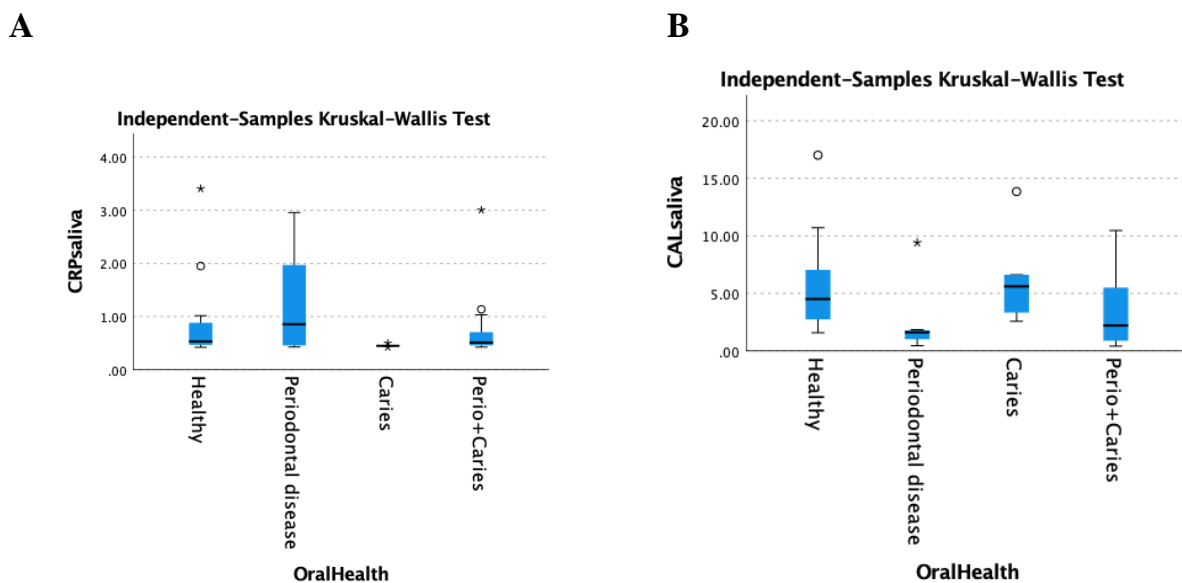 A
Independent-Samples Kruskal-Wallis Test
CRPsaliva
4.00
3.00
2.00
1.00
.00
Healthy
Periodontal disease
Caries
Perio+Caries
OralHealth
B
Independent-Samples Kruskal-Wallis Test
CALsaliva
20.00
15.00
10.00
5.00
.00
Healthy
Periodontal disease
Caries
Perio+Caries
OralHealth